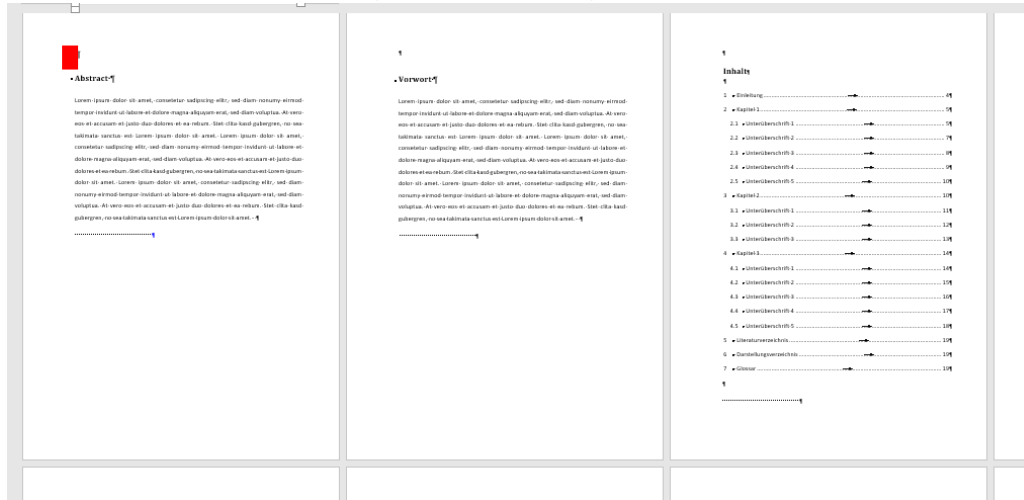 Abstract
Lorem ipsum dolor sit amet, consetetur sadipscing elitr, sed diam nonumy eirmod
tempor invidunt ut labore et dolore magna aliquyam erat, sed diam voluptua. At vero
eos et accusam et justo duo dolores et ea rebum. Stet clita kasd gubergren, no sea
takimata sanctus est Lorem ipsum dolor sit amet. Lorem ipsum dolor sit amet,
consetetur sadipscing elitr, sed diam nonumy eirmod tempor invidunt ut labore et
dolore magna aliquyam erat, sed diam voluptua. At vero eos et accusam et justo duo
dolores et ea rebum. Stet clita kasd gubergren, no sea takimata sanctus est Lorem ipsum
dolor sit amet. Lorem ipsum dolor sit amet, consetetur sadipscing elitr, sed diam
nonumy eirmod tempor invidunt ut labore et dolore magna aliquyam erat, sed diam
voluptua. At vero eos et accusam et justo duo dolores et ea rebum. Stet clita kasd
gubergren, no sea takimata sanctus est Lorem ipsum dolor sit amet.
Vorwort
Lorem ipsum dolor sit amet, consetetur sadipscing elitr, sed diam nonumy eirmod
tempor invidunt ut labore et dolore magna aliquyam erat, sed diam voluptua. At vero
eos et accusam et justo duo dolores et ea rebum. Stet clita kasd gubergren, no sea
takimata sanctus est Lorem ipsum dolor sit amet. Lorem ipsum dolor sit amet,
consetetur sadipscing elitr, sed diam nonumy eirmod tempor invidunt ut labore et
dolore magna aliquyam erat, sed diam voluptua. At vero eos et accusam et justo duo
dolores et ea rebum. Stet clita kasd gubergren, no sea takimata sanctus est Lorem ipsum
dolor sit amet. Lorem ipsum dolor sit amet, consetetur sadipscing elitr, sed diam
nonumy eirmod tempor invidunt ut labore et dolore magna aliquyam erat, sed diam
voluptua. At vero eos et accusam et justo duo dolores et ea rebum. Stet clita kasd
gubergren, no sea takimata sanctus est Lorem ipsum dolor sit amet.
Inhalt
1 Einleitung 4
2 Kapitel 1 5
2.1 Unterüberschrift 1 5
2.2 Unterüberschrift 2 7
2.3 Unterüberschrift 3 8
2.4 Unterüberschrift 4 9
2.5 Unterüberschrift 5 10
3 Kapitel 2 10
3.1 Unterüberschrift 1 11
3.2 Unterüberschrift 2 12
3.3 Unterüberschrift 3 13
4 Kapitel 3 14
4.1 Unterüberschrift 1 14
4.2 Unterüberschrift 2 15
4.3 Unterüberschrift 3 16
4.4 Unterüberschrift 4 17
4.5 Unterüberschrift 5 18
5 Literaturverzeichnis 19
6 Darstellungsverzeichnis 19
7 Glossar 19